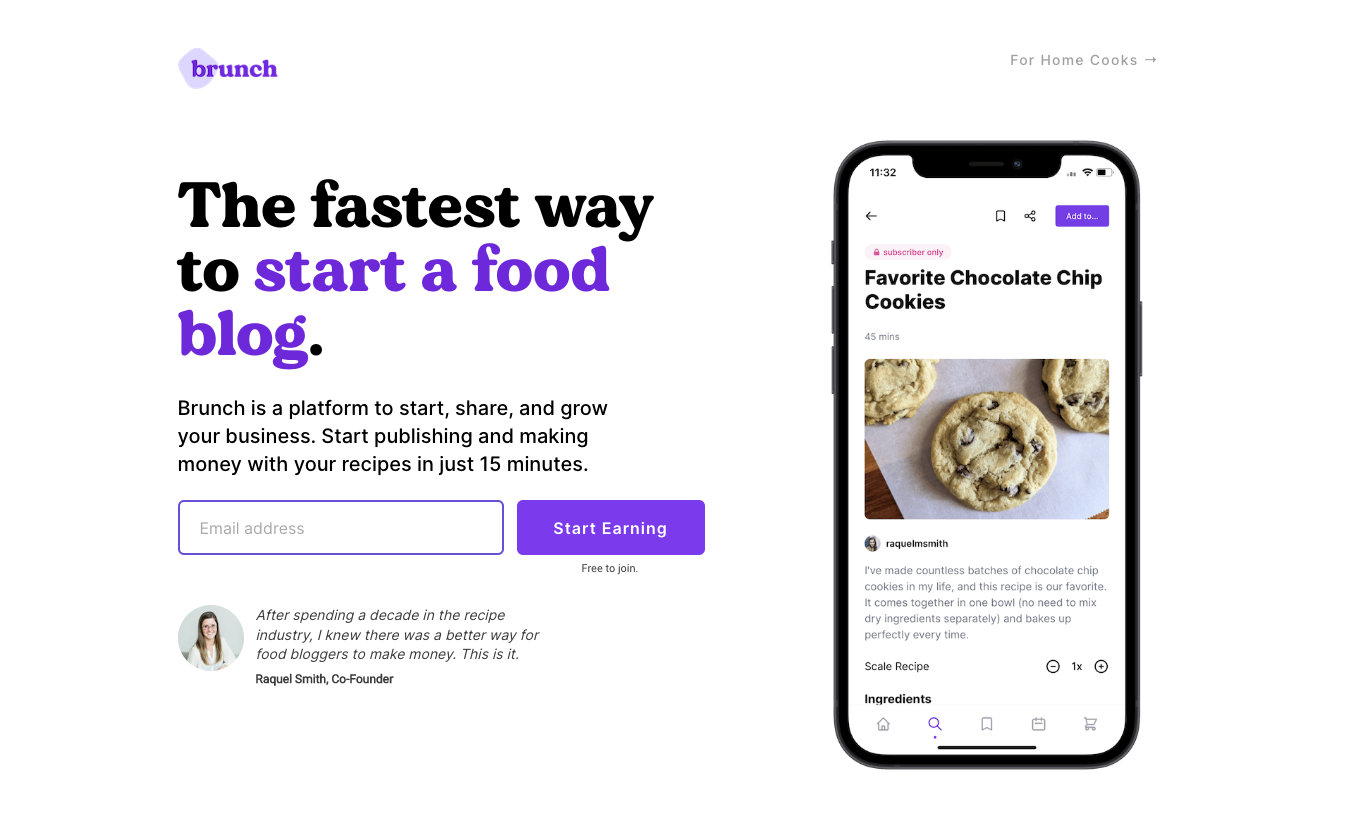 brunch
For Home Cooks →
The fastest way
to start a food
blog.
Brunch is a platform to start, share, and grow
your business. Start publishing and making
money with your recipes in just 15 minutes.
Email address
Start Earning
Free to join.
After spending a decade in the recipe
industry, I knew there was a better way for
food bloggers to make money. This is it.
Raquel Smith, Co-Founder
11:32
Add to...
subscriber only
Favorite Chocolate Chip
Cookies
45 mins
raquelmsmith
I've made countless batches of chocolate chip
cookies in my life, and this recipe is our favorite.
It comes together in one bowl (no need to mix
dry ingredients separately) and bakes up
perfectly every time.
Scale Recipe
1x
Ingredients